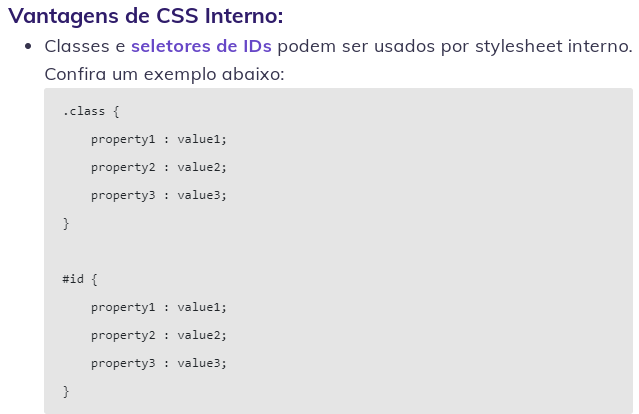 Vantagens de CSS Interno:
• Classes e seletores de IDs podem ser usados por stylesheet interno.
Confira um exemplo abaixo:
.class {
    property1 : value1;
    property2 : value2;
    property3 : value3;
}
#id {
    property1 : value1;
    property2 : value2;
    property3 : value3;
}